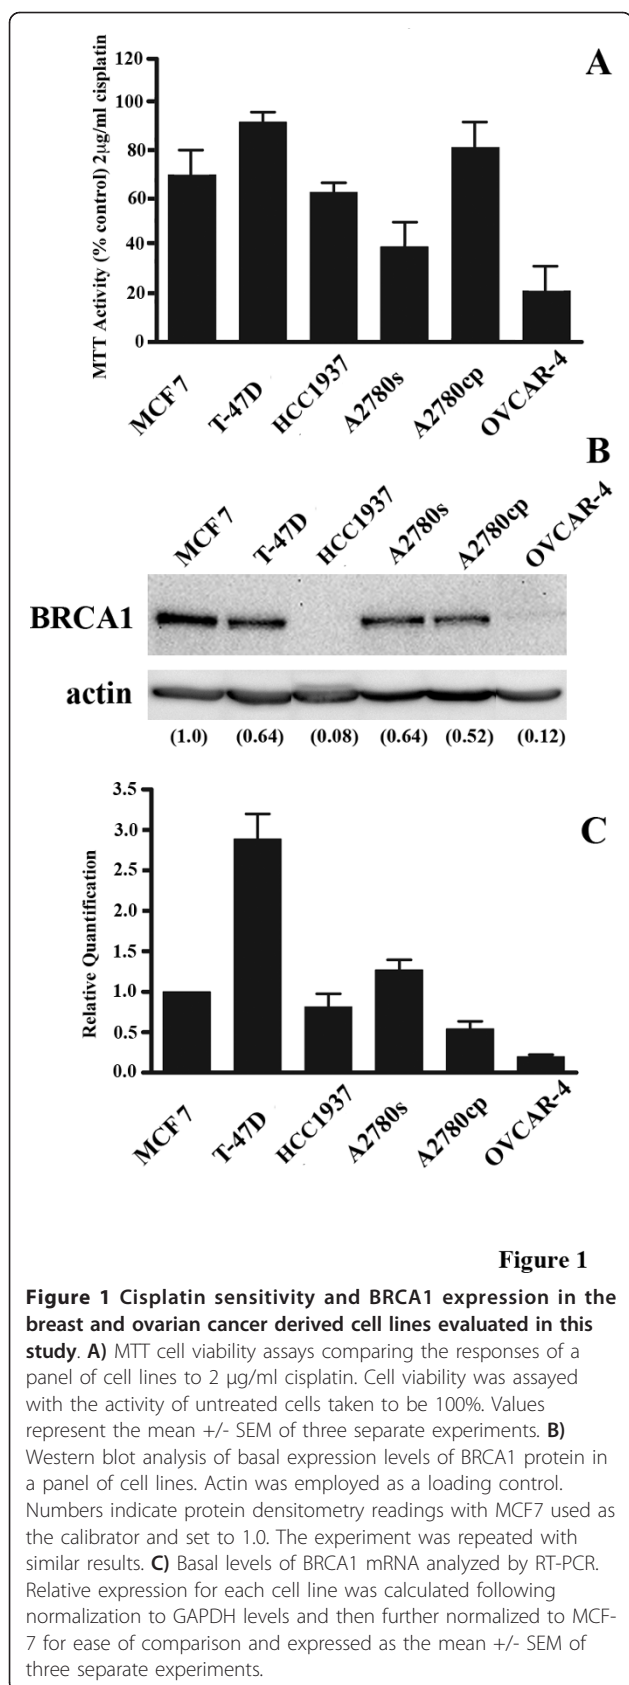 A
MTT Activity (% control) 2µg/ml cisplatin
120
100
80
60
40
20
0
MCF7
T-47D
HCC1937
A2780s
A2780cp
OVCAR-4
B
MCF7
T-47D
HCC1937
A2780s
A2780cp
OVCAR-4
BRCA1
actin
(1.0) (0.64) (0.08) (0.64) (0.52) (0.12)
C
Relative Quantification
3.5
3.0
2.5
2.0
1.5
1.0
0.5
0.0
MCF7
T-47D
HCC1937
A2780s
A2780cp
OVCAR-4
Figure 1
Figure 1 Cisplatin sensitivity and BRCA1 expression in the
breast and ovarian cancer derived cell lines evaluated in this
study. A) MTT cell viability assays comparing the responses of a
panel of cell lines to 2 µg/ml cisplatin. Cell viability was assayed
with the activity of untreated cells taken to be 100%. Values
represent the mean +/- SEM of three separate experiments. B)
Western blot analysis of basal expression levels of BRCA1 protein in
a panel of cell lines. Actin was employed as a loading control.
Numbers indicate protein densitometry readings with MCF7 used as
the calibrator and set to 1.0. The experiment was repeated with
similar results. C) Basal levels of BRCA1 mRNA analyzed by RT-PCR.
Relative expression for each cell line was calculated following
normalization to GAPDH levels and then further normalized to MCF-
7 for ease of comparison and expressed as the mean +/- SEM of
three separate experiments.